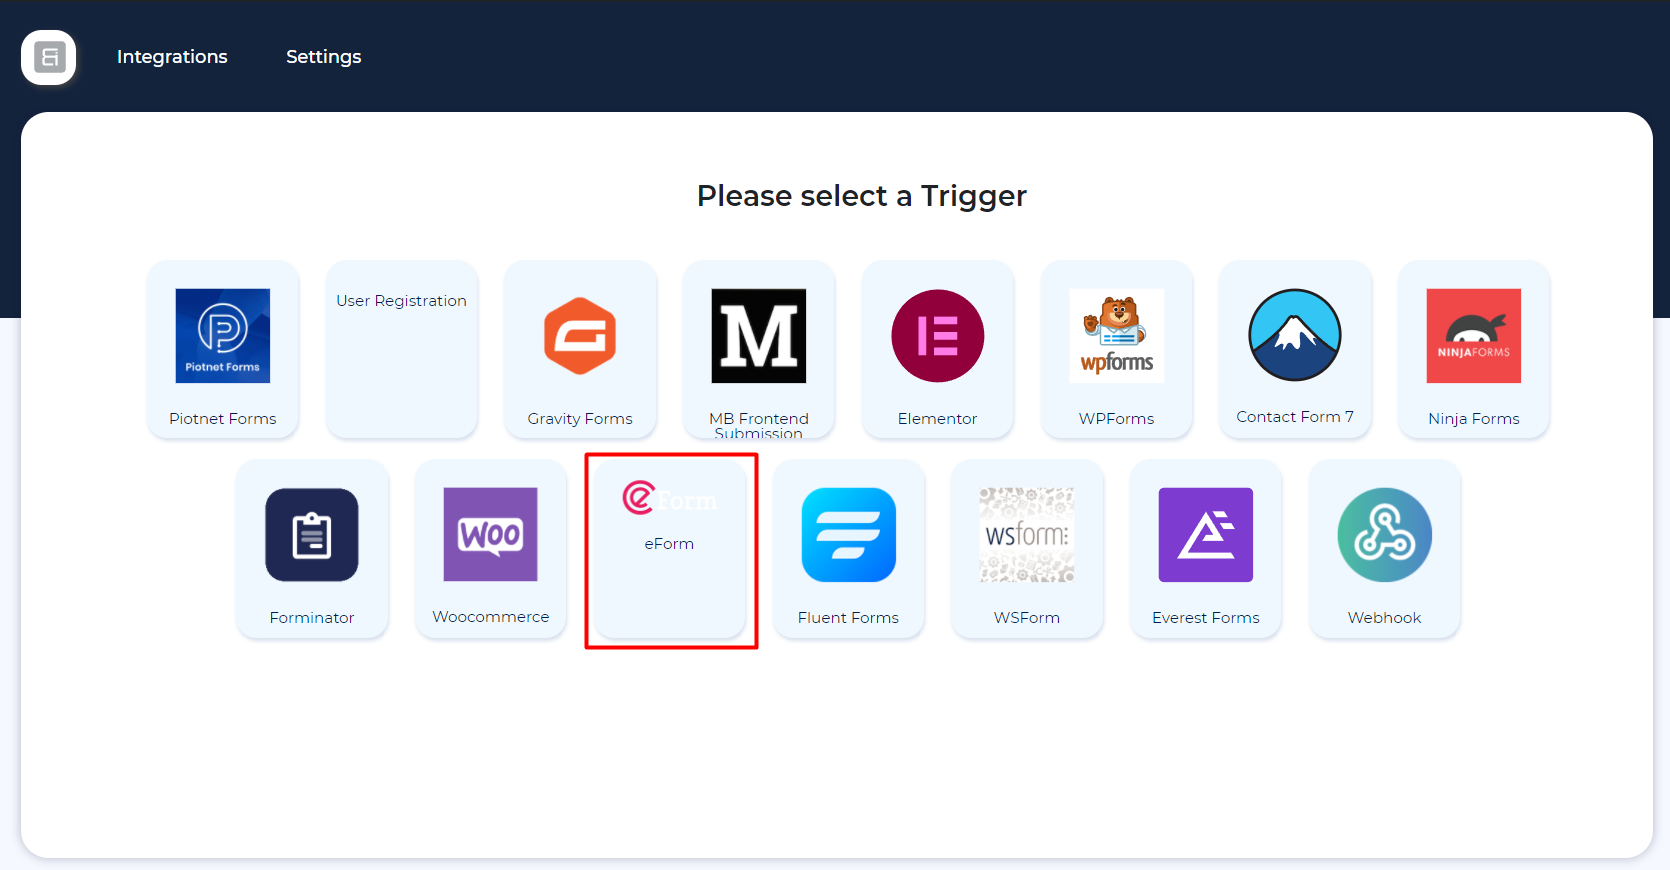 Integrations Settings
Please select a Trigger
Piotnet Forms
User Registration
M
wpforms
NINJAFORMS
Piotnet Forms
Gravity Forms
MB Frontend
Submission
Elementor
WPForms
Contact Form 7
Ninja Forms
Woo
eForm
wsform:
Forminator
Woocommerce
eForm
Fluent Forms
WSForm
Everest Forms
Webhook